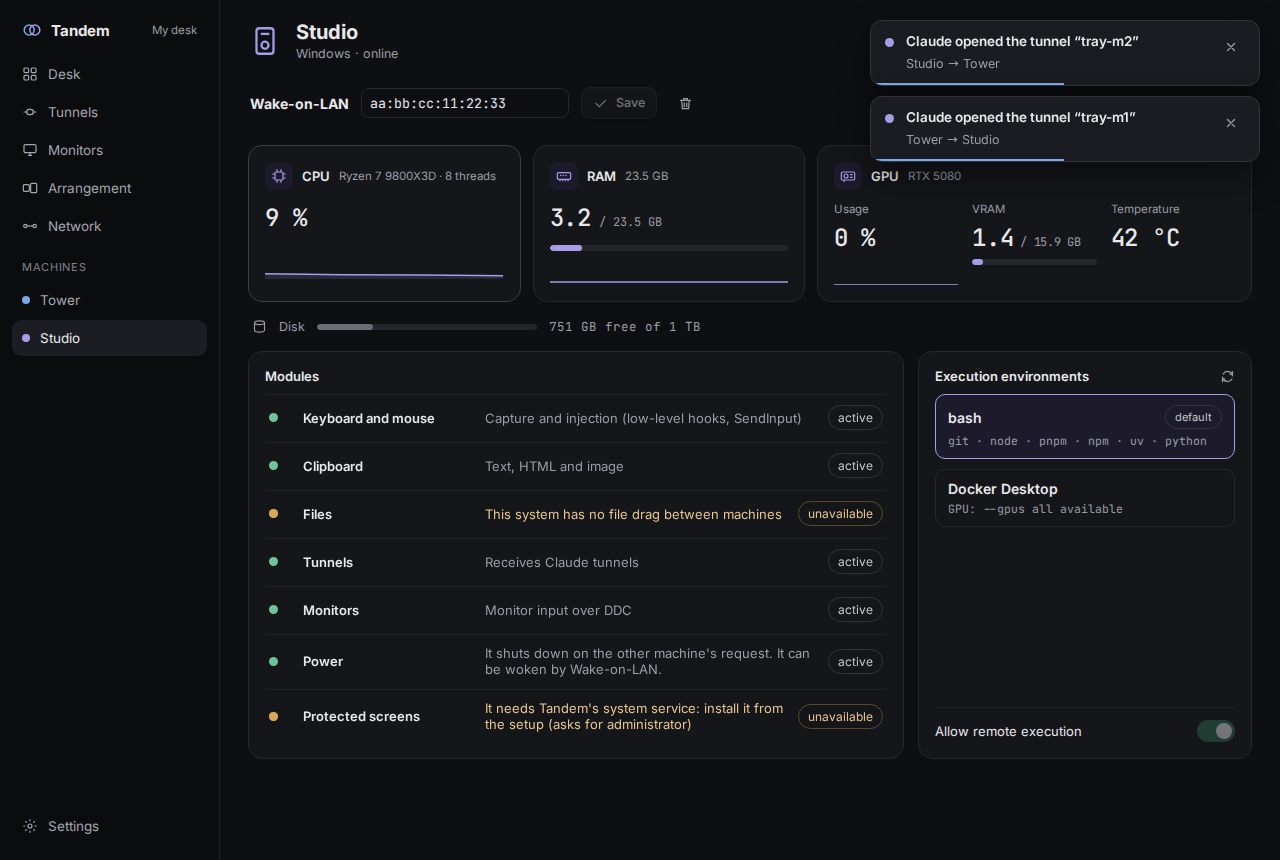 Tandem
My desk
Desk
Tunnels
Monitors
Arrangement
Network
MACHINES
Tower
Studio
Settings
Studio
Windows · online
Claude opened the tunnel “tray-m2”
Studio → Tower
Claude opened the tunnel “tray-m1”
Tower → Studio
Wake-on-LAN
aa:bb:cc:11:22:33
Save
CPU Ryzen 7 9800X3D · 8 threads
9 %
RAM 23.5 GB
3.2 / 23.5 GB
GPU RTX 5080
Usage
0 %
VRAM
1.4 / 15.9 GB
Temperature
42 °C
Disk
751 GB free of 1 TB
Modules
Keyboard and mouse
Capture and injection (low-level hooks, SendInput)
active
Clipboard
Text, HTML and image
active
Files
This system has no file drag between machines
unavailable
Tunnels
Receives Claude tunnels
active
Monitors
Monitor input over DDC
active
Power
It shuts down on the other machine's request. It can
be woken by Wake-on-LAN.
active
Protected screens
It needs Tandem's system service: install it from
the setup (asks for administrator)
unavailable
Execution environments
bash
default
git · node · pnpm · npm · uv · python
Docker Desktop
GPU: --gpus all available
Allow remote execution